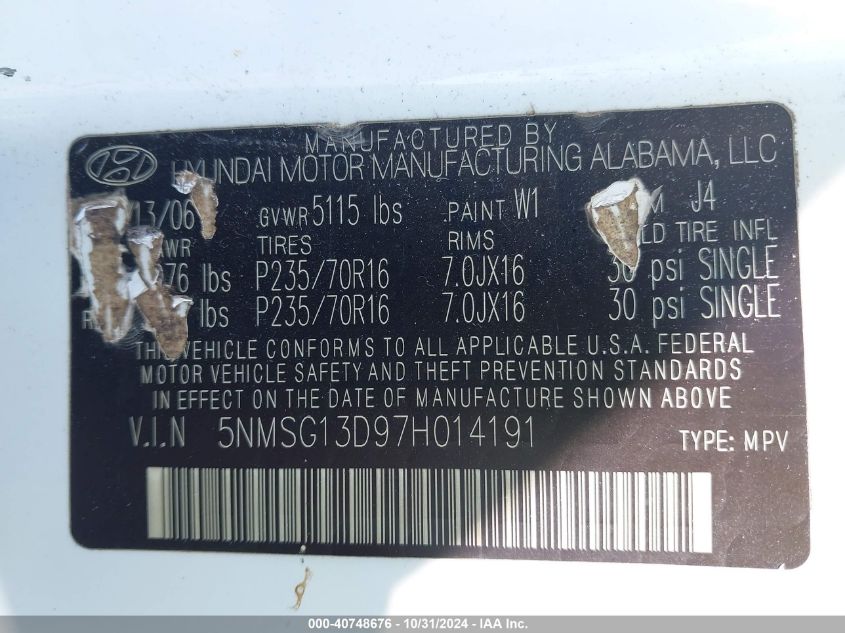 MANUFACTURED BY
HYUNDAI MOTOR MANUFACTURING ALABAMA, LLC
13/06 GVWR 5115 lbs PAINT W1 M J4
WR TIRES RIMS LD TIRE INFL
76 lbs P235/70R16 7.0JX16 30 psi SINGLE
lbs P235/70R16 7.0JX16 30 psi SINGLE
THIS VEHICLE CONFORMS TO ALL APPLICABLE U.S.A. FEDERAL
MOTOR VEHICLE SAFETY AND THEFT PREVENTION STANDARDS
IN EFFECT ON THE DATE OF MANUFACTURE SHOWN ABOVE
V.I.N 5NMSG13D97H014191 TYPE: MPV
000-40748676 - 10/31/2024 - IAA Inc.